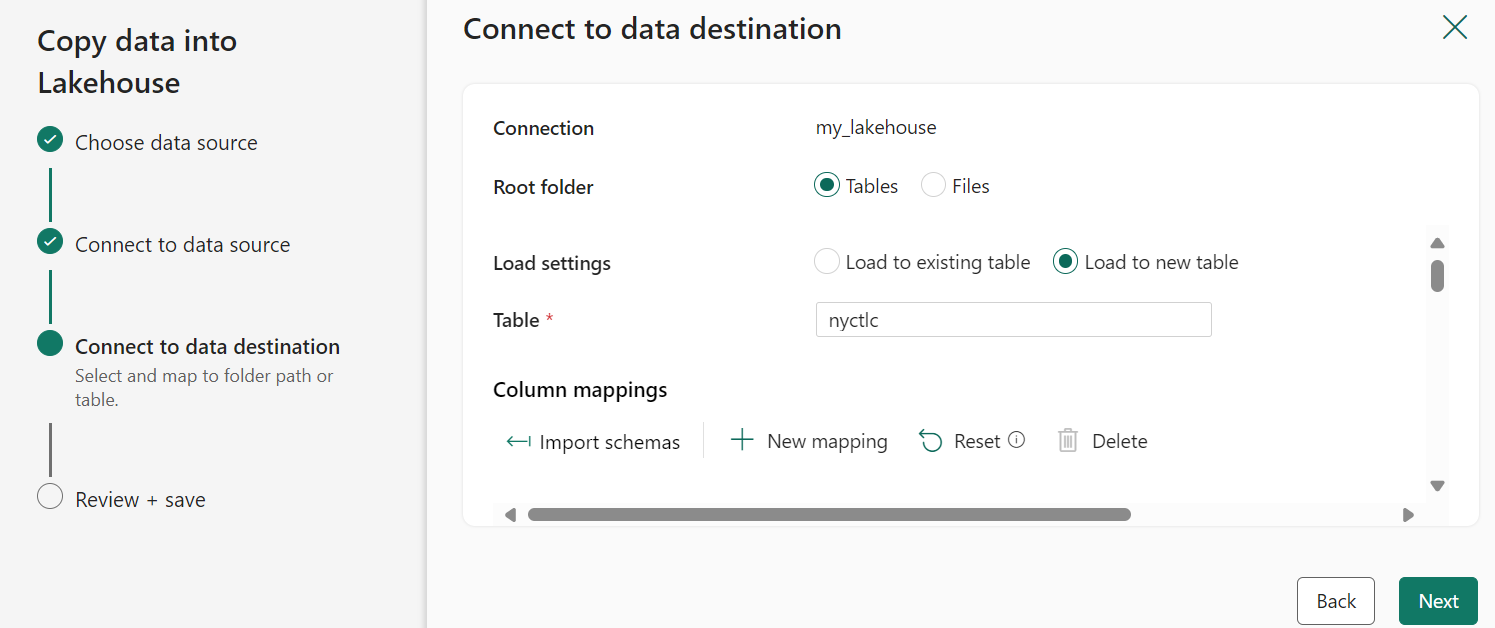 Copy data into
Lakehouse
Choose data source
Connect to data source
Connect to data destination
Select and map to folder path or
table.
Review + save
Connect to data destination
Connection my_lakehouse
Root folder Tables Files
Load settings Load to existing table Load to new table
Table * nyctlc
Column mappings
Import schemas New mapping Reset Delete
Back Next